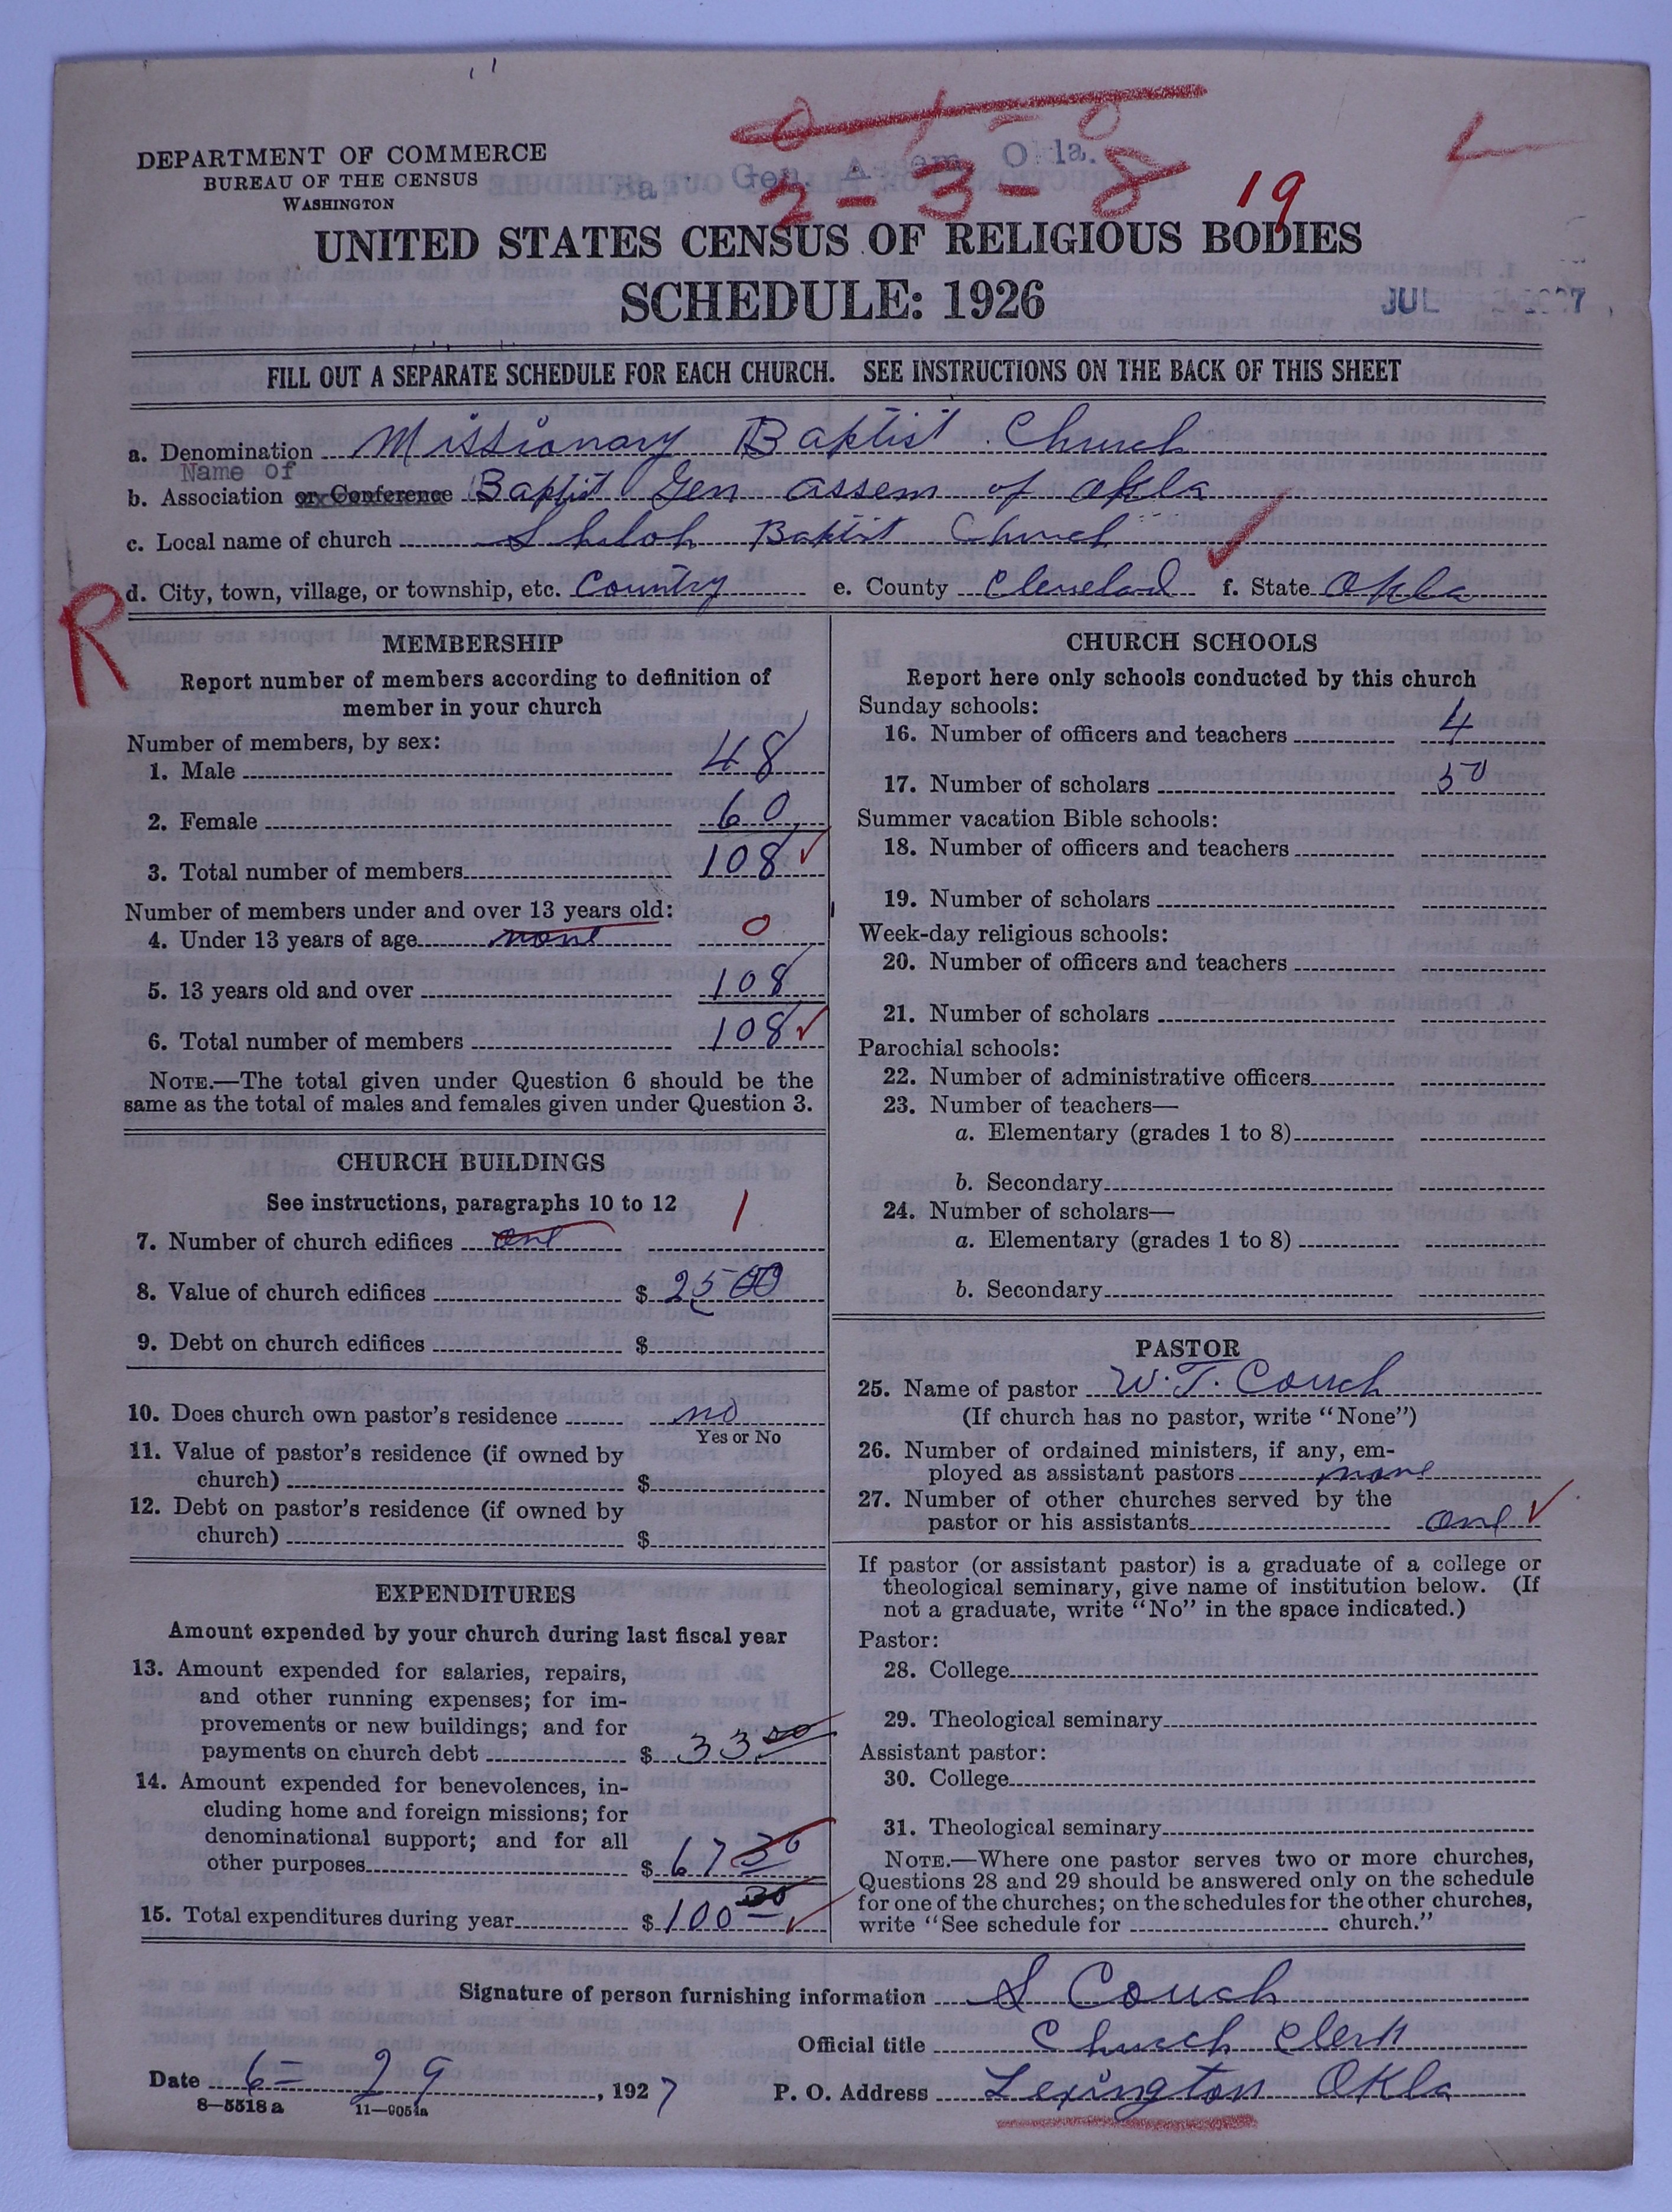 DEPARTMENT OF COMMERCE
BUREAU OF THE CENSUS
WASHINGTON
Gen. Assem. Okla.
2-3-8 19
UNITED STATES CENSUS OF RELIGIOUS BODIES
SCHEDULE: 1926
JUL 1927
FILL OUT A SEPARATE SCHEDULE FOR EACH CHURCH. SEE INSTRUCTIONS ON THE BACK OF THIS SHEET
a. Denomination Missionary Baptist Church
Name of
b. Association or Conference Baptist Gen assem of okla
c. Local name of church Shiloh Baptist Church
d. City, town, village, or township, etc. Country e. County Cleveland f. State Okla
R
MEMBERSHIP
Report number of members according to definition of
member in your church
Number of members, by sex:
1. Male 48
2. Female 60
3. Total number of members 108
Number of members under and over 13 years old:
4. Under 13 years of age none 0
5. 13 years old and over 108
6. Total number of members 108
NOTE.—The total given under Question 6 should be the
same as the total of males and females given under Question 3.
CHURCH BUILDINGS
See instructions, paragraphs 10 to 12
7. Number of church edifices one 1
8. Value of church edifices $ 2500
9. Debt on church edifices $
10. Does church own pastor's residence no
Yes or No
11. Value of pastor's residence (if owned by
church) $
12. Debt on pastor's residence (if owned by
church) $
EXPENDITURES
Amount expended by your church during last fiscal year
13. Amount expended for salaries, repairs,
and other running expenses; for im-
provements or new buildings; and for
payments on church debt $ 33.00
14. Amount expended for benevolences, in-
cluding home and foreign missions; for
denominational support; and for all
other purposes $ 67 30
15. Total expenditures during year $ 100 30
CHURCH SCHOOLS
Report here only schools conducted by this church
Sunday schools:
16. Number of officers and teachers 4
17. Number of scholars 50
Summer vacation Bible schools:
18. Number of officers and teachers
19. Number of scholars
Week-day religious schools:
20. Number of officers and teachers
21. Number of scholars
Parochial schools:
22. Number of administrative officers
23. Number of teachers—
a. Elementary (grades 1 to 8)
b. Secondary
24. Number of scholars—
a. Elementary (grades 1 to 8)
b. Secondary
PASTOR
25. Name of pastor W. T. Couch
(If church has no pastor, write "None")
26. Number of ordained ministers, if any, em-
ployed as assistant pastors none
27. Number of other churches served by the
pastor or his assistants one
If pastor (or assistant pastor) is a graduate of a college or
theological seminary, give name of institution below. (If
not a graduate, write "No" in the space indicated.)
Pastor:
28. College
29. Theological seminary
Assistant pastor:
30. College
31. Theological seminary
NOTE.—Where one pastor serves two or more churches,
Questions 28 and 29 should be answered only on the schedule
for one of the churches; on the schedules for the other churches,
write "See schedule for church."
Signature of person furnishing information S Couch
Official title Church Clerk
Date 6= 29, 1927 P. O. Address Lexington Okla
8—5518 a 11—9051a